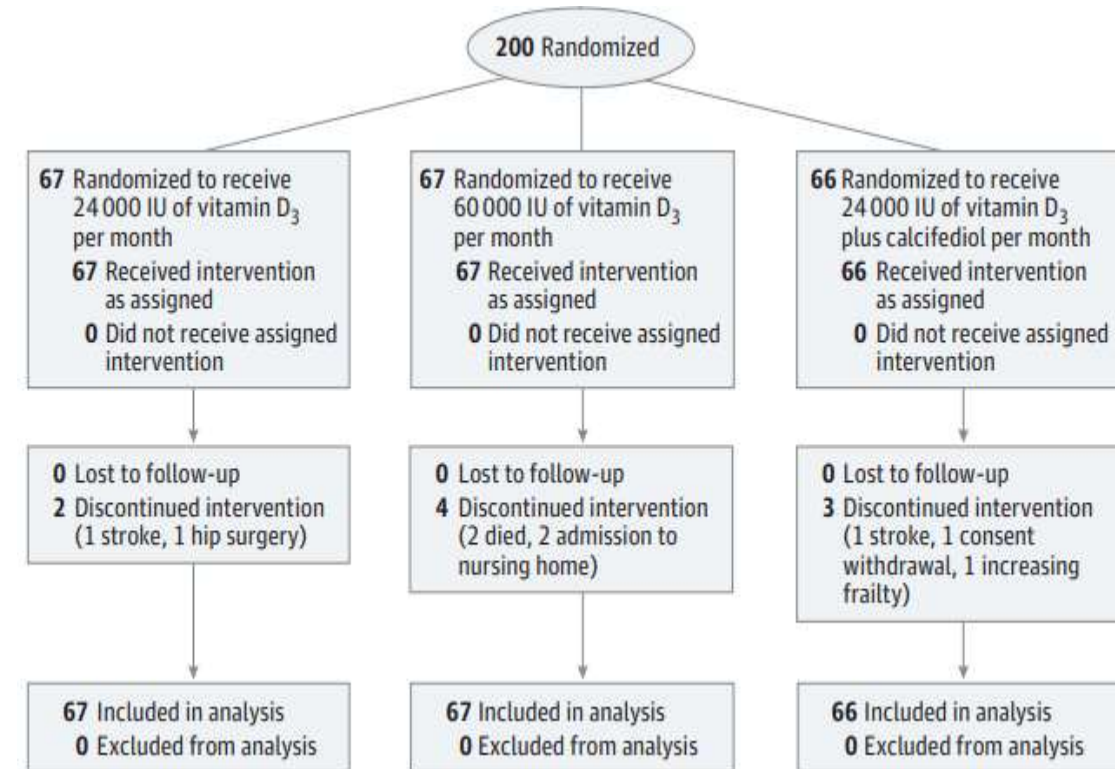 200 Randomized
67 Randomized to receive
24 000 IU of vitamin D3
per month
67 Received intervention
as assigned
0 Did not receive assigned
intervention
67 Randomized to receive
60 000 IU of vitamin D3
per month
67 Received intervention
as assigned
0 Did not receive assigned
intervention
66 Randomized to receive
24 000 IU of vitamin D3
plus calcifediol per month
66 Received intervention
as assigned
0 Did not receive assigned
intervention
0 Lost to follow-up
2 Discontinued intervention
(1 stroke, 1 hip surgery)
0 Lost to follow-up
4 Discontinued intervention
(2 died, 2 admission to
nursing home)
0 Lost to follow-up
3 Discontinued intervention
(1 stroke, 1 consent
withdrawal, 1 increasing
frailty)
67 Included in analysis
0 Excluded from analysis
67 Included in analysis
0 Excluded from analysis
66 Included in analysis
0 Excluded from analysis